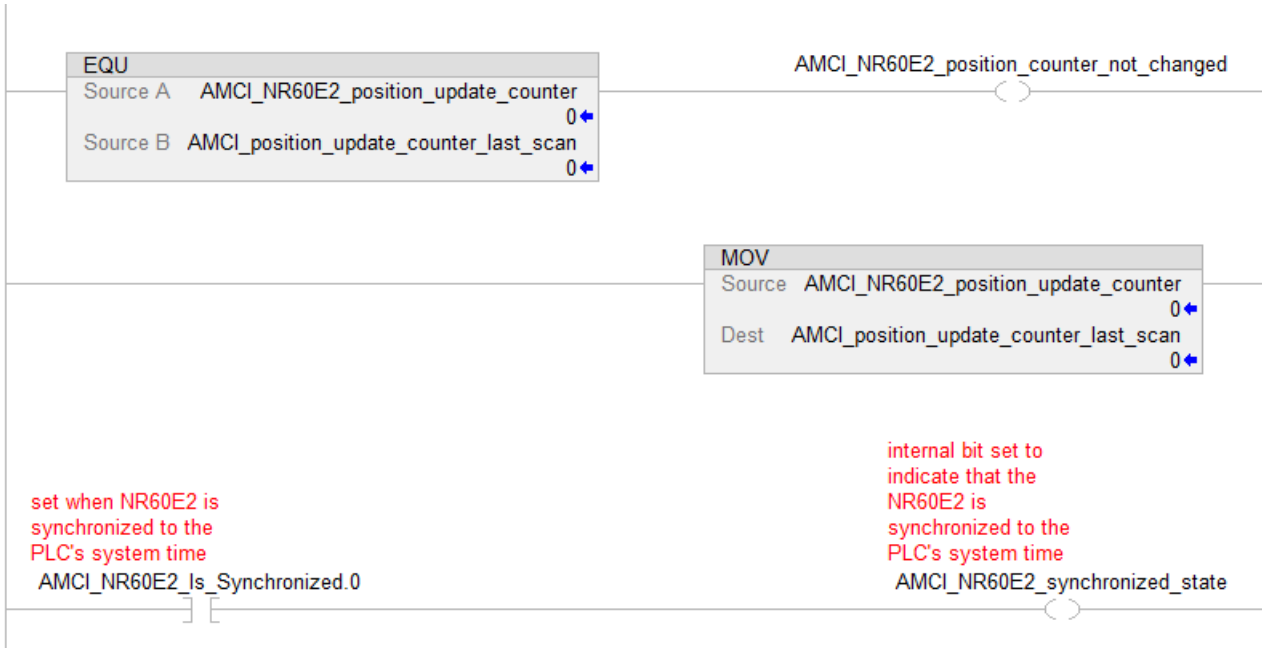 EQU
Source A AMCI_NR60E2_position_update_counter
0
Source B AMCI_position_update_counter_last_scan
0
AMCI_NR60E2_position_counter_not_changed
MOV
Source AMCI_NR60E2_position_update_counter
0
Dest AMCI_position_update_counter_last_scan
0
set when NR60E2 is
synchronized to the
PLC's system time
AMCI_NR60E2_Is_Synchronized.0
internal bit set to
indicate that the
NR60E2 is
synchronized to the
PLC's system time
AMCI_NR60E2_synchronized_state